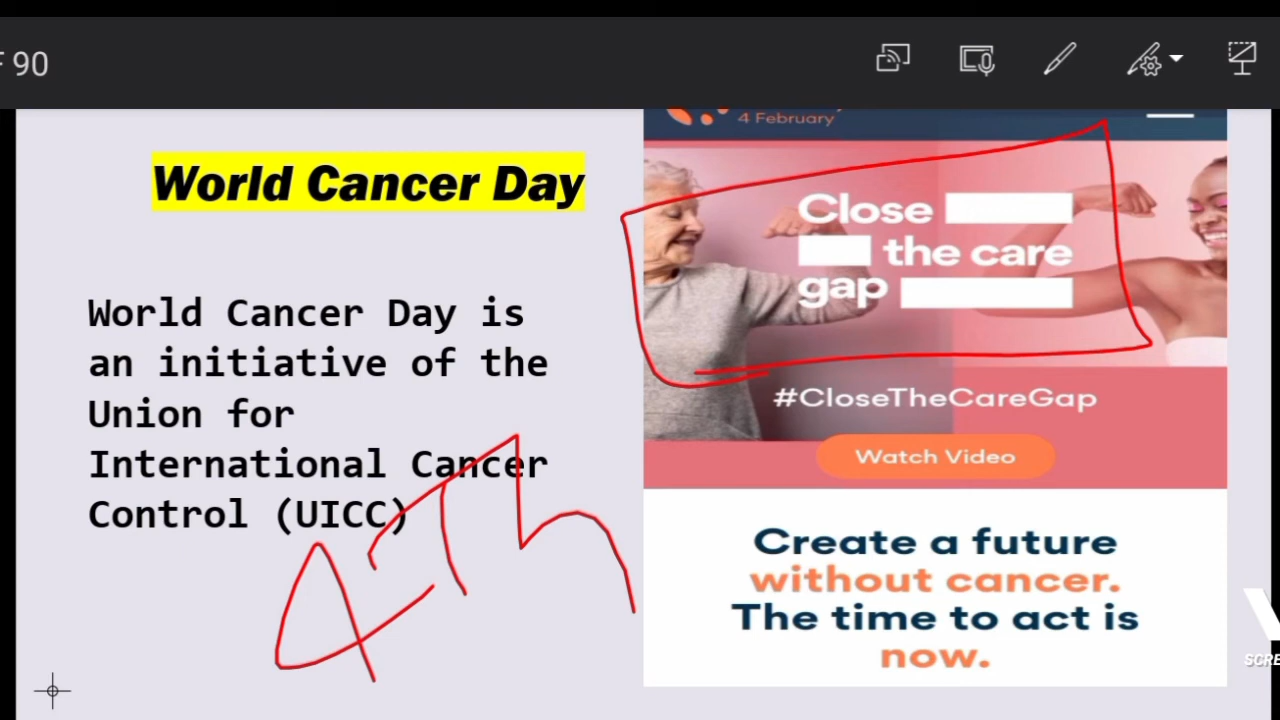 90
World Cancer Day
World Cancer Day is
an initiative of the
Union for
International Cancer
Control (UICC)
4Th
4 February
Close
the care
gap
#CloseTheCareGap
Watch Video
Create a future
without cancer.
The time to act is
now.